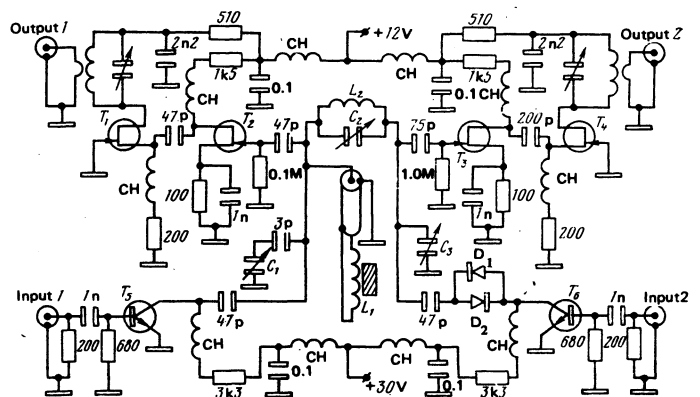 Output 1
510
2n2
1k5
CH
0.1
CH
+12V
CH
0.1
510
1k5
CH
2n2
Output 2
T1
47p
T2
47p
L2
C2
75p
T3
200p
T4
CH
200
100
1n
0.1M
1.0M
100
1n
CH
200
3p
C1
C3
L1
D1
D2
Input 1
1n
T5
200
680
47p
CH
3k3
0.1
CH
+30V
CH
0.1
3k3
CH
47p
T6
1n
Input 2
680
200